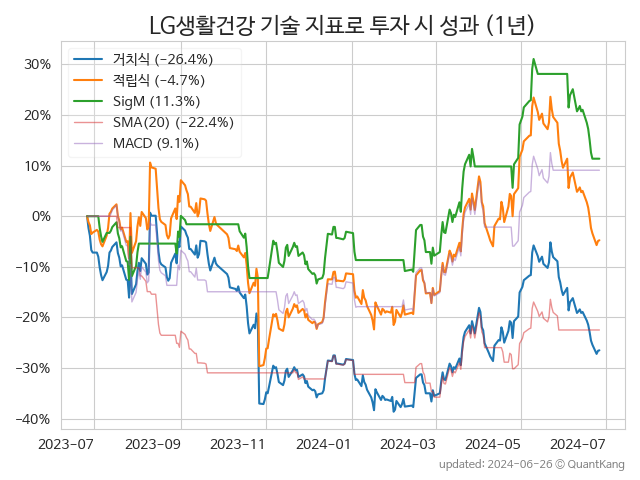 LG생활건강 기술 지표로 투자 시 성과 (1년)
거치식 (−26.4%)
적립식 (−4.7%)
SigM (11.3%)
SMA(20) (−22.4%)
MACD (9.1%)
30%
20%
10%
0%
−10%
−20%
−30%
−40%
2023-07 2023-09 2023-11 2024-01 2024-03 2024-05 2024-07
updated: 2024-06-26 ⓒ QuantKang